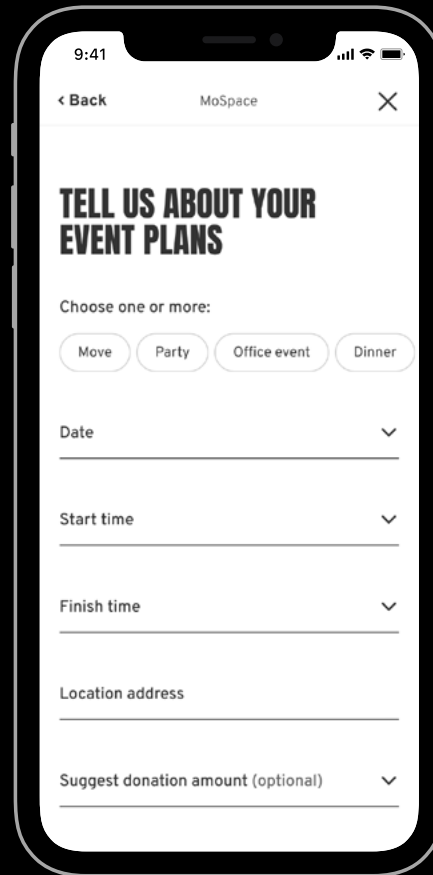 9:41
< Back
MoSpace
TELL US ABOUT YOUR
EVENT PLANS
Choose one or more:
Move
Party
Office event
Dinner
Date
Start time
Finish time
Location address
Suggest donation amount (optional)